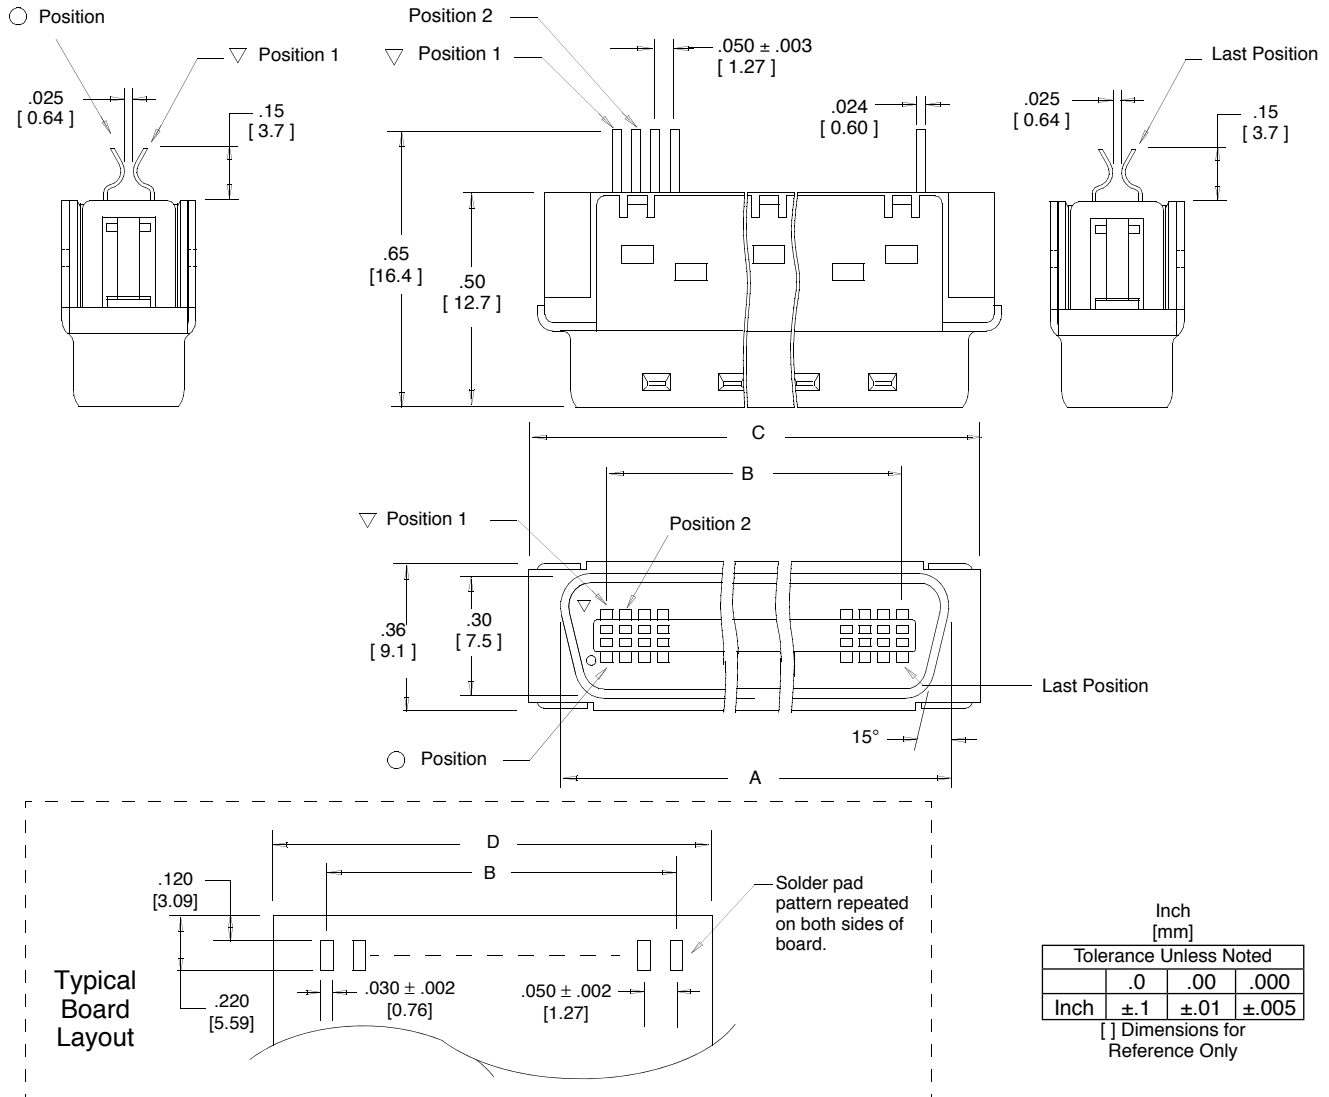 Position
Position 1
.025
[ 0.64 ]
.15
[ 3.7 ]
Position 2
Position 1
.050 ± .003
[ 1.27 ]
.024
[ 0.60 ]
Last Position
.025
[ 0.64 ]
.15
[ 3.7 ]
.65
[16.4 ]
.50
[ 12.7 ]
C
B
Position 1
Position 2
.36
[ 9.1 ]
.30
[ 7.5 ]
Last Position
15°
Position
A
D
B
.120
[3.09]
Solder pad
pattern repeated
on both sides of
board.
Typical
Board
Layout
.220
[5.59]
.030 ± .002
[0.76]
.050 ± .002
[1.27]
Inch
[mm]
Tolerance Unless Noted
.0 .00 .000
Inch ±.1 ±.01 ±.005
[ ] Dimensions for
Reference Only